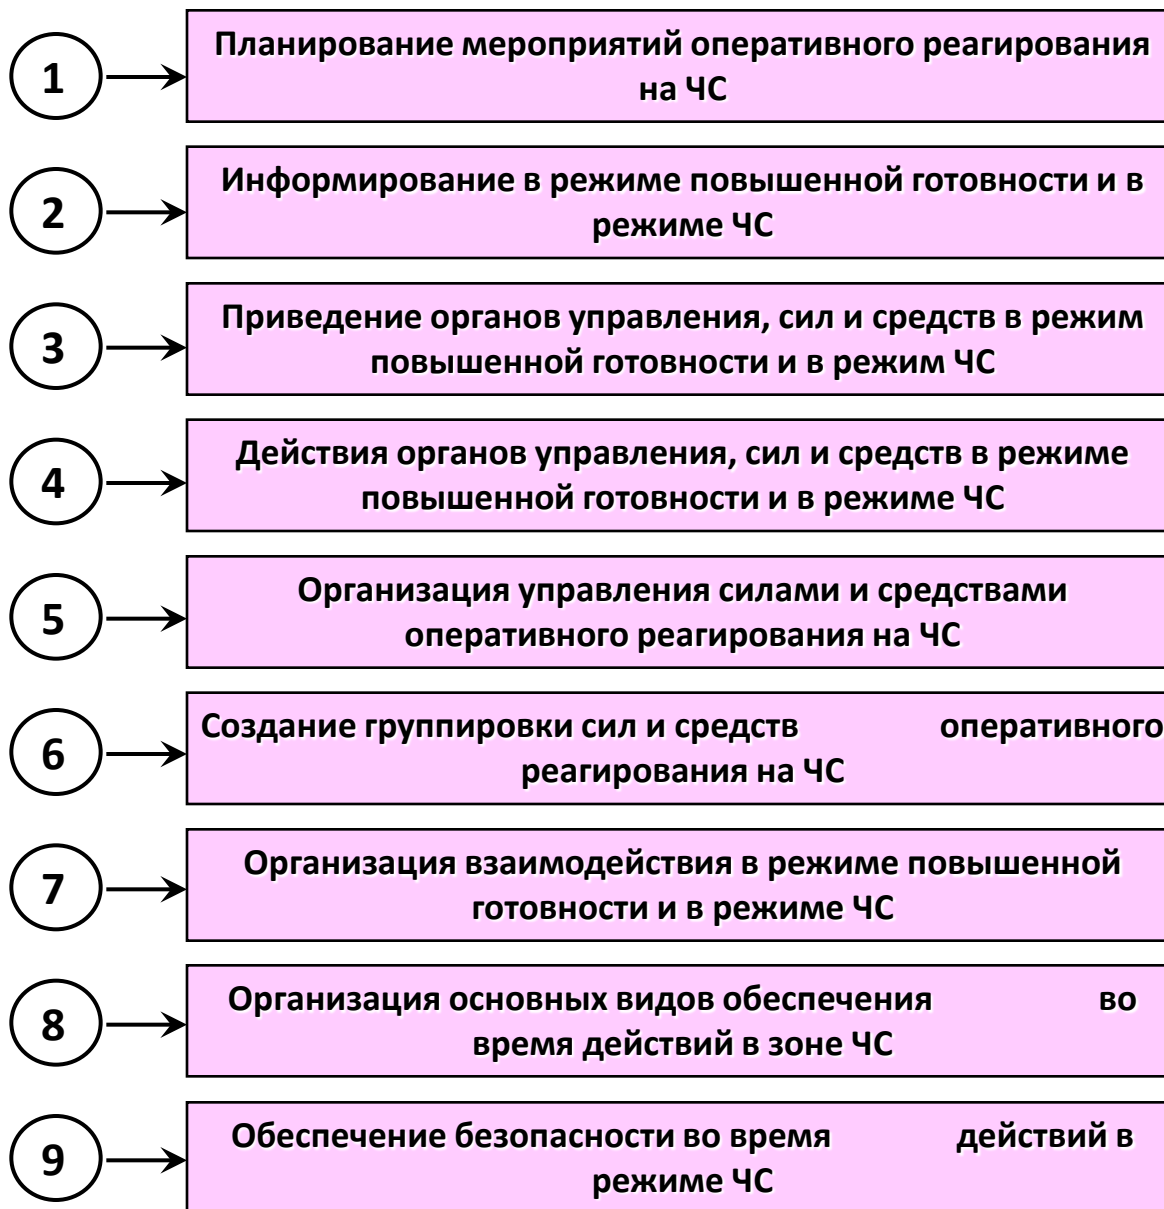 1
Планирование мероприятий оперативного реагирования
на ЧС
2
Информирование в режиме повышенной готовности и в
режиме ЧС
3
Приведение органов управления, сил и средств в режим
повышенной готовности и в режим ЧС
4
Действия органов управления, сил и средств в режиме
повышенной готовности и в режиме ЧС
5
Организация управления силами и средствами
оперативного реагирования на ЧС
6
Создание группировки сил и средств оперативного
реагирования на ЧС
7
Организация взаимодействия в режиме повышенной
готовности и в режиме ЧС
8
Организация основных видов обеспечения во
время действий в зоне ЧС
9
Обеспечение безопасности во время действий в
режиме ЧС